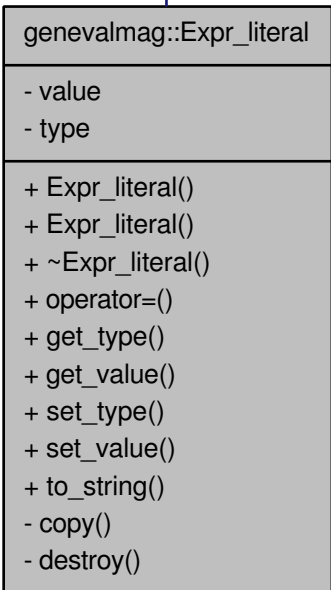 genevalmag::Expr_literal
- value
- type
+ Expr_literal()
+ Expr_literal()
+ ~Expr_literal()
+ operator=()
+ get_type()
+ get_value()
+ set_type()
+ set_value()
+ to_string()
- copy()
- destroy()